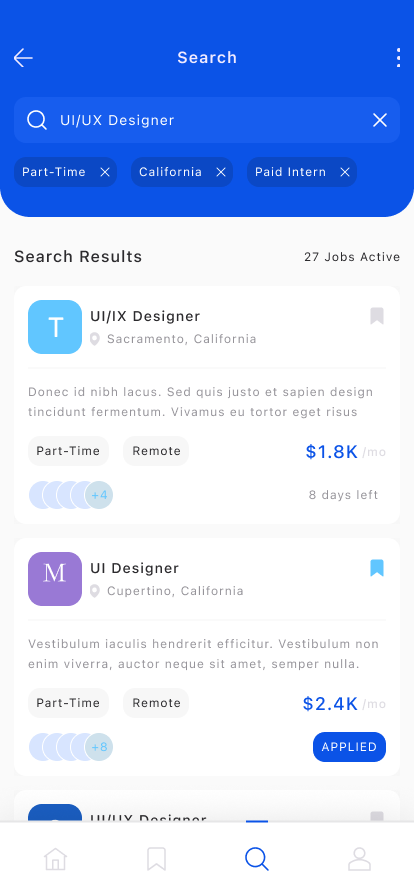 Search
UI/UX Designer
Part-Time California Paid Intern
Search Results 27 Jobs Active
T
UI/IX Designer
Sacramento, California
Donec id nibh lacus. Sed quis justo et sapien design
tincidunt fermentum. Vivamus eu tortor eget risus
Part-Time Remote $1.8K /mo
+4 8 days left
M
UI Designer
Cupertino, California
Vestibulum iaculis hendrerit efficitur. Vestibulum non
enim viverra, auctor neque sit amet, semper nulla.
Part-Time Remote $2.4K /mo
+8 APPLIED
UI/UX Designer